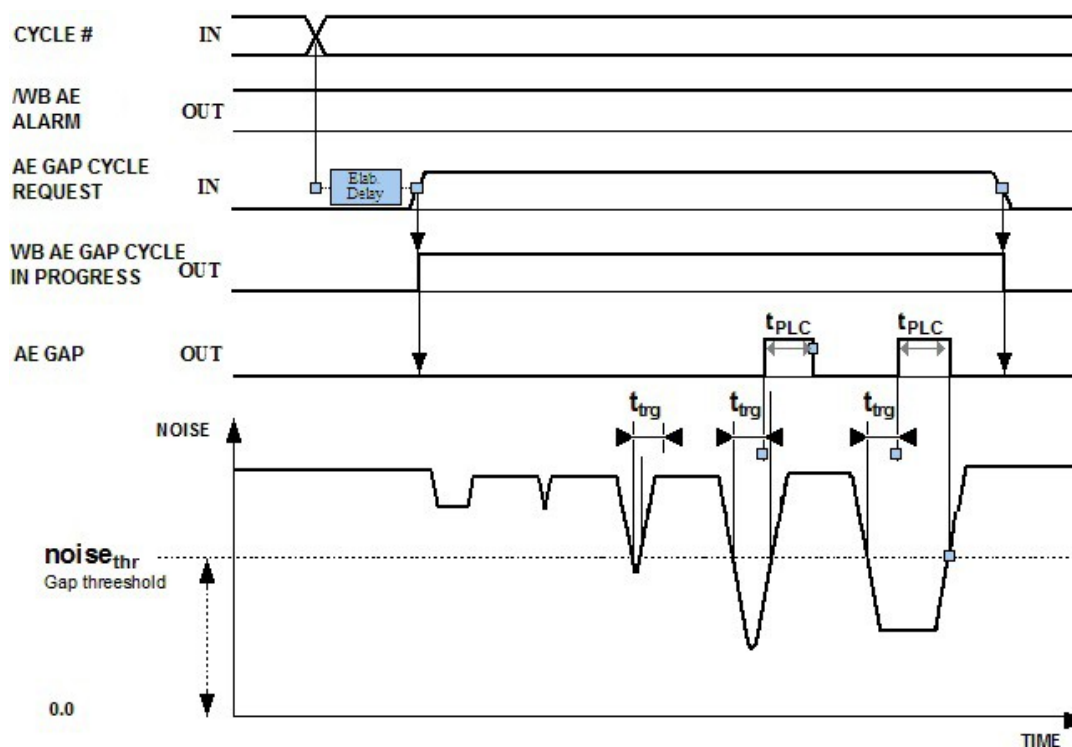 CYCLE # IN
/WB AE
ALARM OUT
AE GAP CYCLE
REQUEST IN
Elab.
Delay
WB AE GAP CYCLE
IN PROGRESS OUT
AE GAP OUT
tPLC tPLC
ttrg ttrg ttrg
NOISE
noisethr
Gap threeshold
0.0
TIME